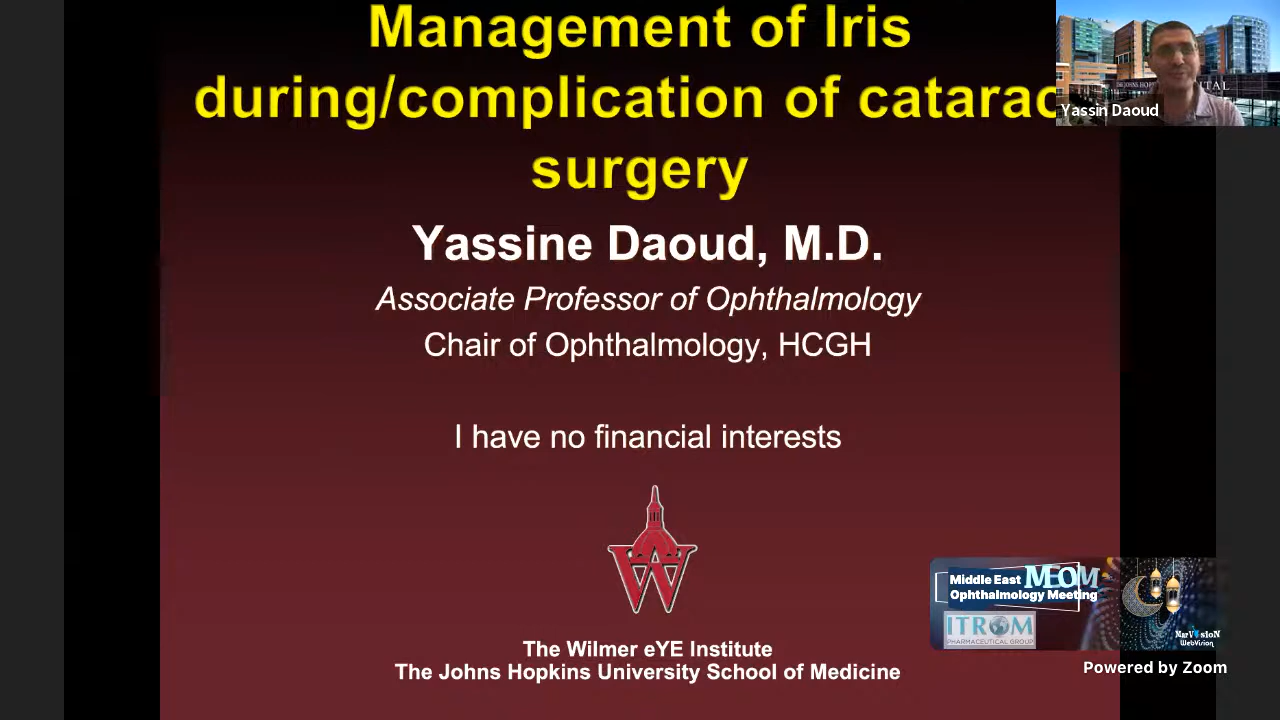 Management of Iris
during/complication of catarac
surgery
Yassin Daoud
Yassine Daoud, M.D.
Associate Professor of Ophthalmology
Chair of Ophthalmology, HCGH
I have no financial interests
W
The Wilmer eYE Institute
The Johns Hopkins University School of Medicine
Middle East MEOM
Ophthalmology Meeting
ITROM
PHARMACEUTICAL GROUP
MarVisioN
WebVision
Powered by Zoom